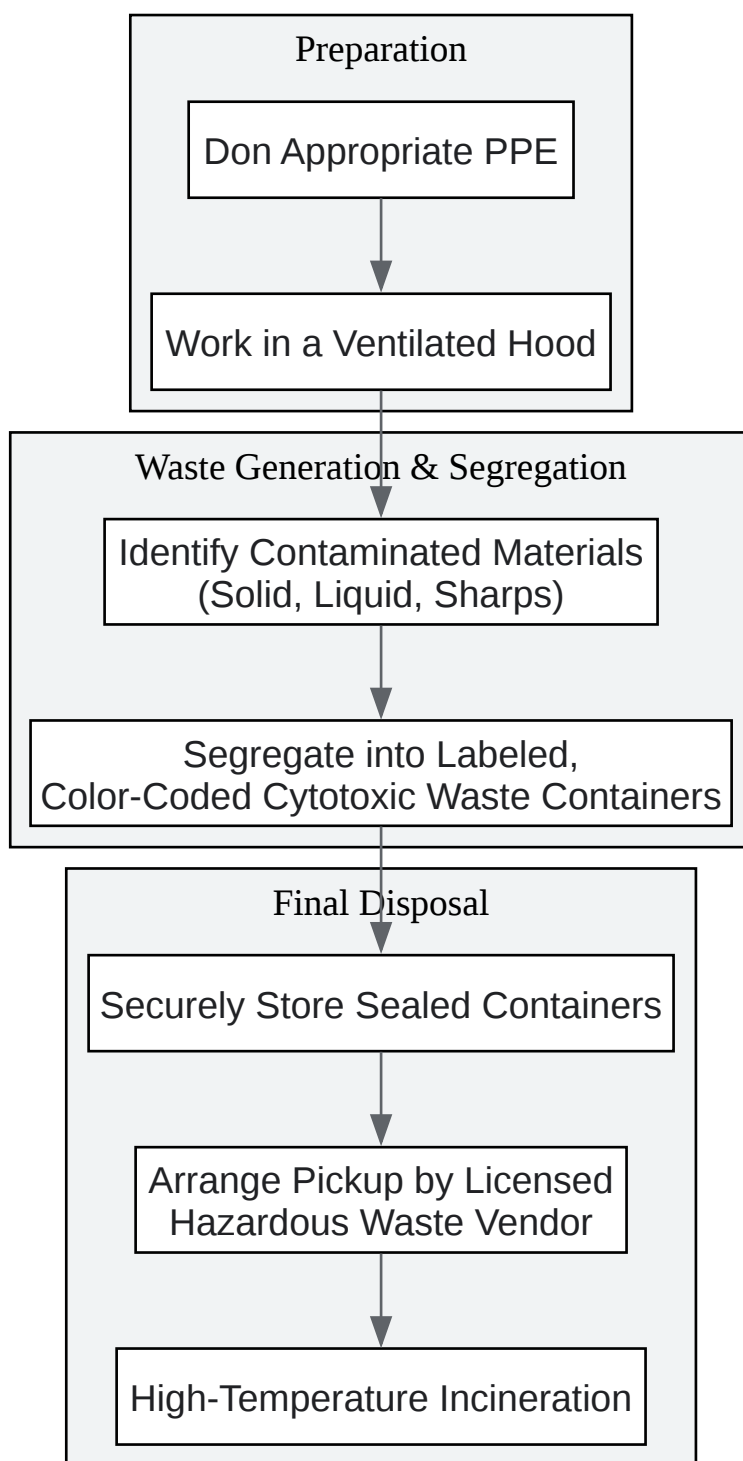 Preparation
Don Appropriate PPE
Work in a Ventilated Hood
Waste Generation & Segregation
Identify Contaminated Materials
(Solid, Liquid, Sharps)
Segregate into Labeled,
Color-Coded Cytotoxic Waste Containers
Final Disposal
Securely Store Sealed Containers
Arrange Pickup by Licensed
Hazardous Waste Vendor
High-Temperature Incineration